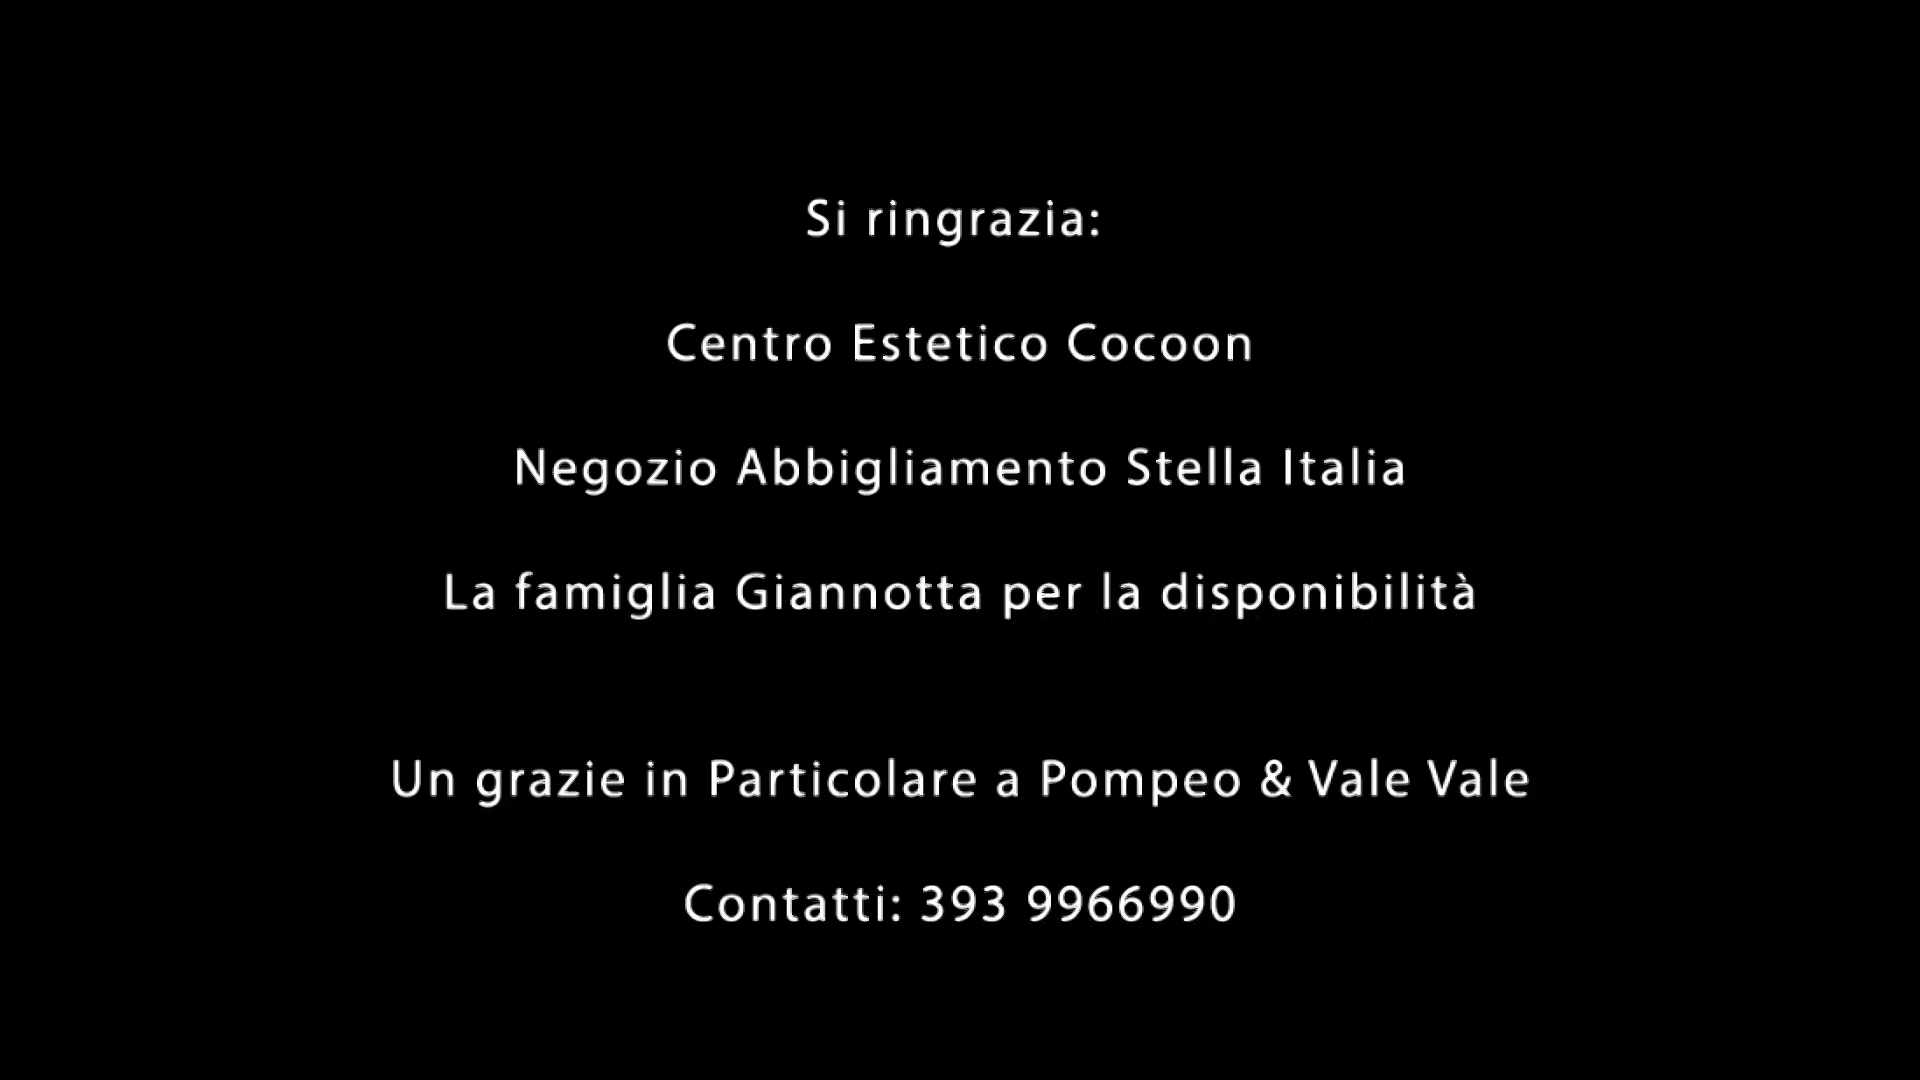 Si ringrazia:
Centro Estetico Cocoon
Negozio Abbigliamento Stella Italia
La famiglia Giannotta per la disponibilità
Un grazie in Particolare a Pompeo & Vale Vale
Contatti: 393 9966990